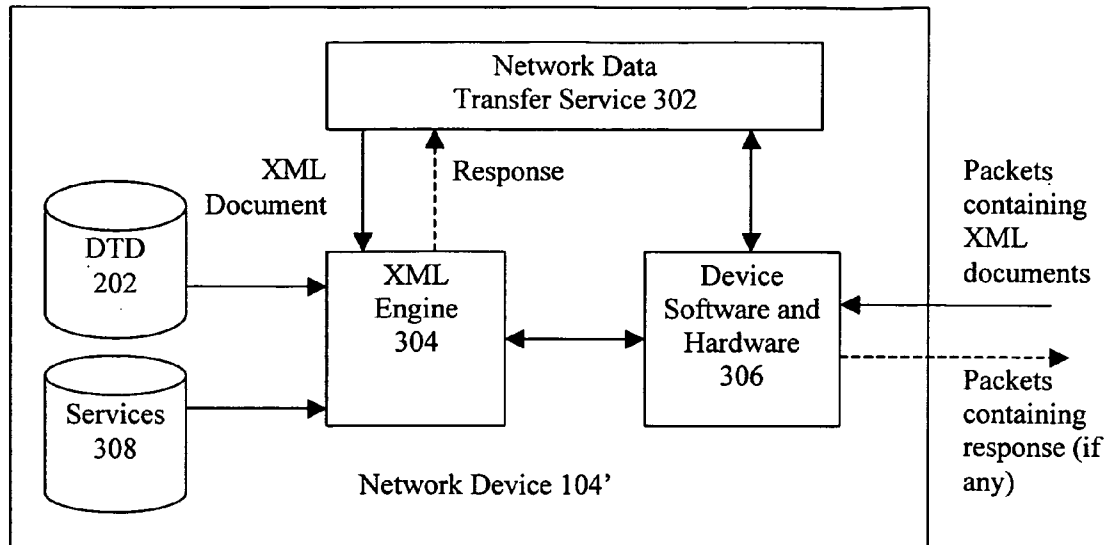 Network Data
Transfer Service 302
XML
Document
Response
Packets
containing
XML
documents
DTD
202
XML
Engine
304
Device
Software and
Hardware
306
Services
308
Packets
containing
response (if
any)
Network Device 104’